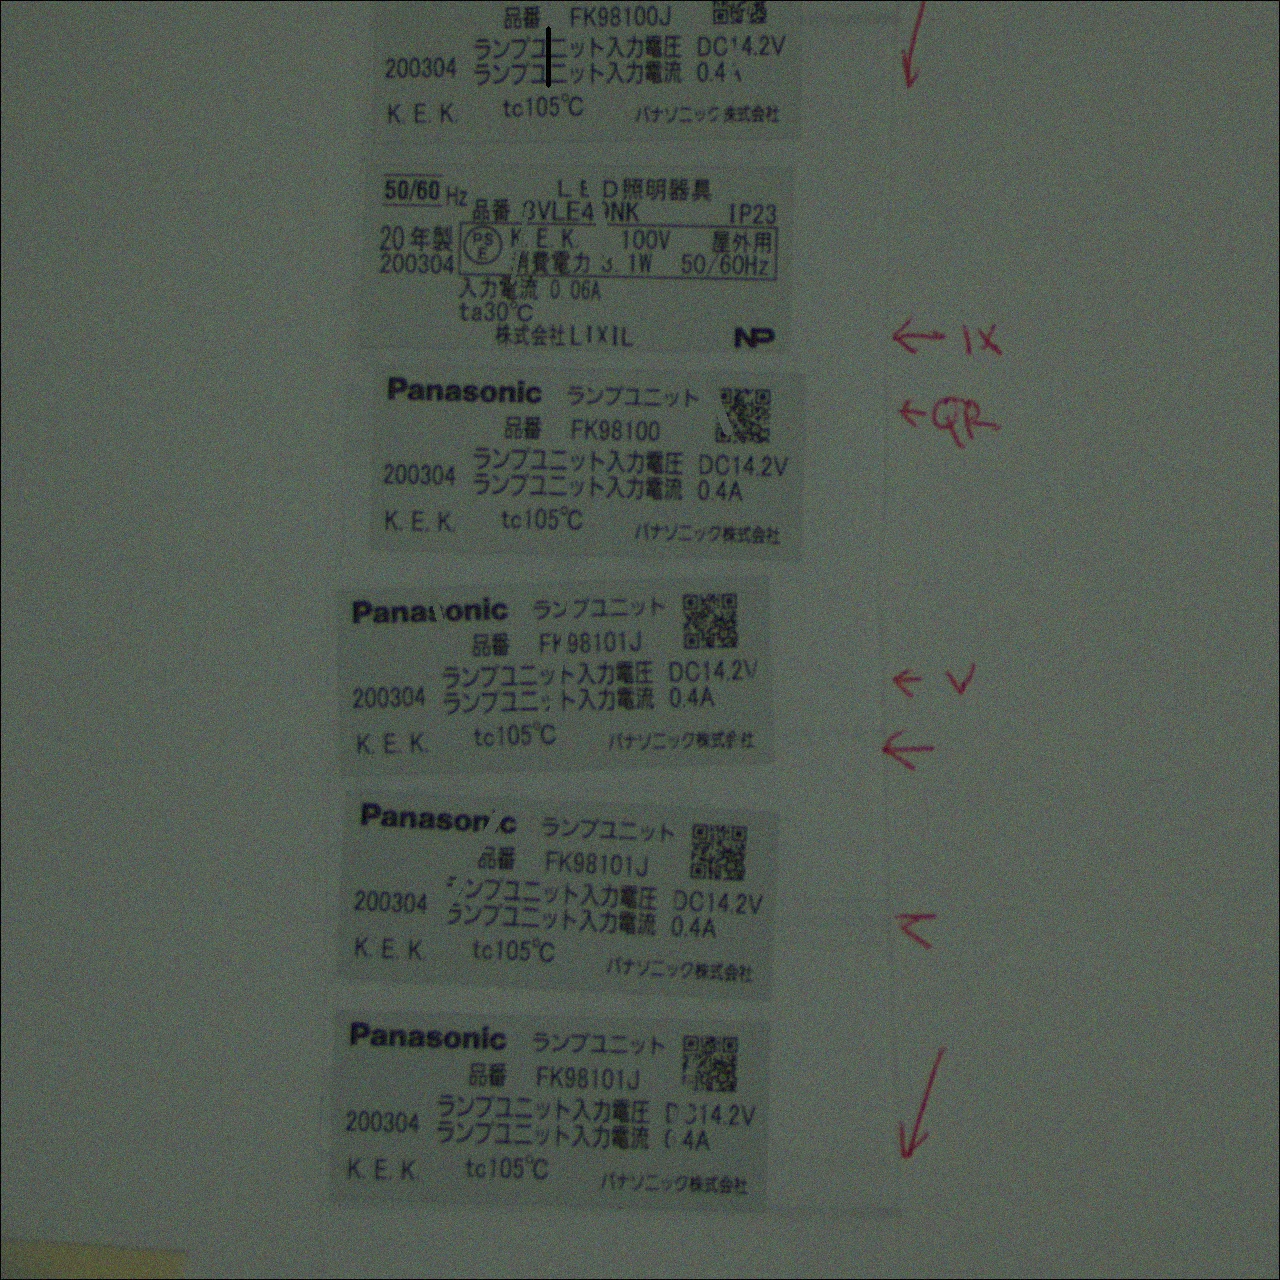 品番 FK98100J
ランプユニット入力電圧 DC14.2V
200304 ランプユニット入力電流 0.4
K.E.K. tc105℃ パナソニック株式会社
50/60 Hz LED照明器具
品番 IP23
20年製 PSE K.E.K. 100V 屋外用
200304 消費電力 3.1W 50/60Hz
入力電流 0.06A
ta30℃
株式会社LIXIL NP
← IX
Panasonic ランプユニット
← QR
品番 FK98100
ランプユニット入力電圧 DC14.2V
200304 ランプユニット入力電流 0.4A
K.E.K. tc105℃ パナソニック株式会社
Panasonic ランプユニット
品番 FK98101J
ランプユニット入力電圧 DC14.2V
← V
200304 ランプユニット入力電流 0.4A
K.E.K. tc105℃ パナソニック株式会社
Panasonic ランプユニット
品番 FK98101J
ランプユニット入力電圧 DC14.2V
200304 ランプユニット入力電流 0.4A
K.E.K. tc105℃ パナソニック株式会社
Panasonic ランプユニット
品番 FK98101J
ランプユニット入力電圧 DC14.2V
200304 ランプユニット入力電流 0.4A
K.E.K. tc105℃ パナソニック株式会社